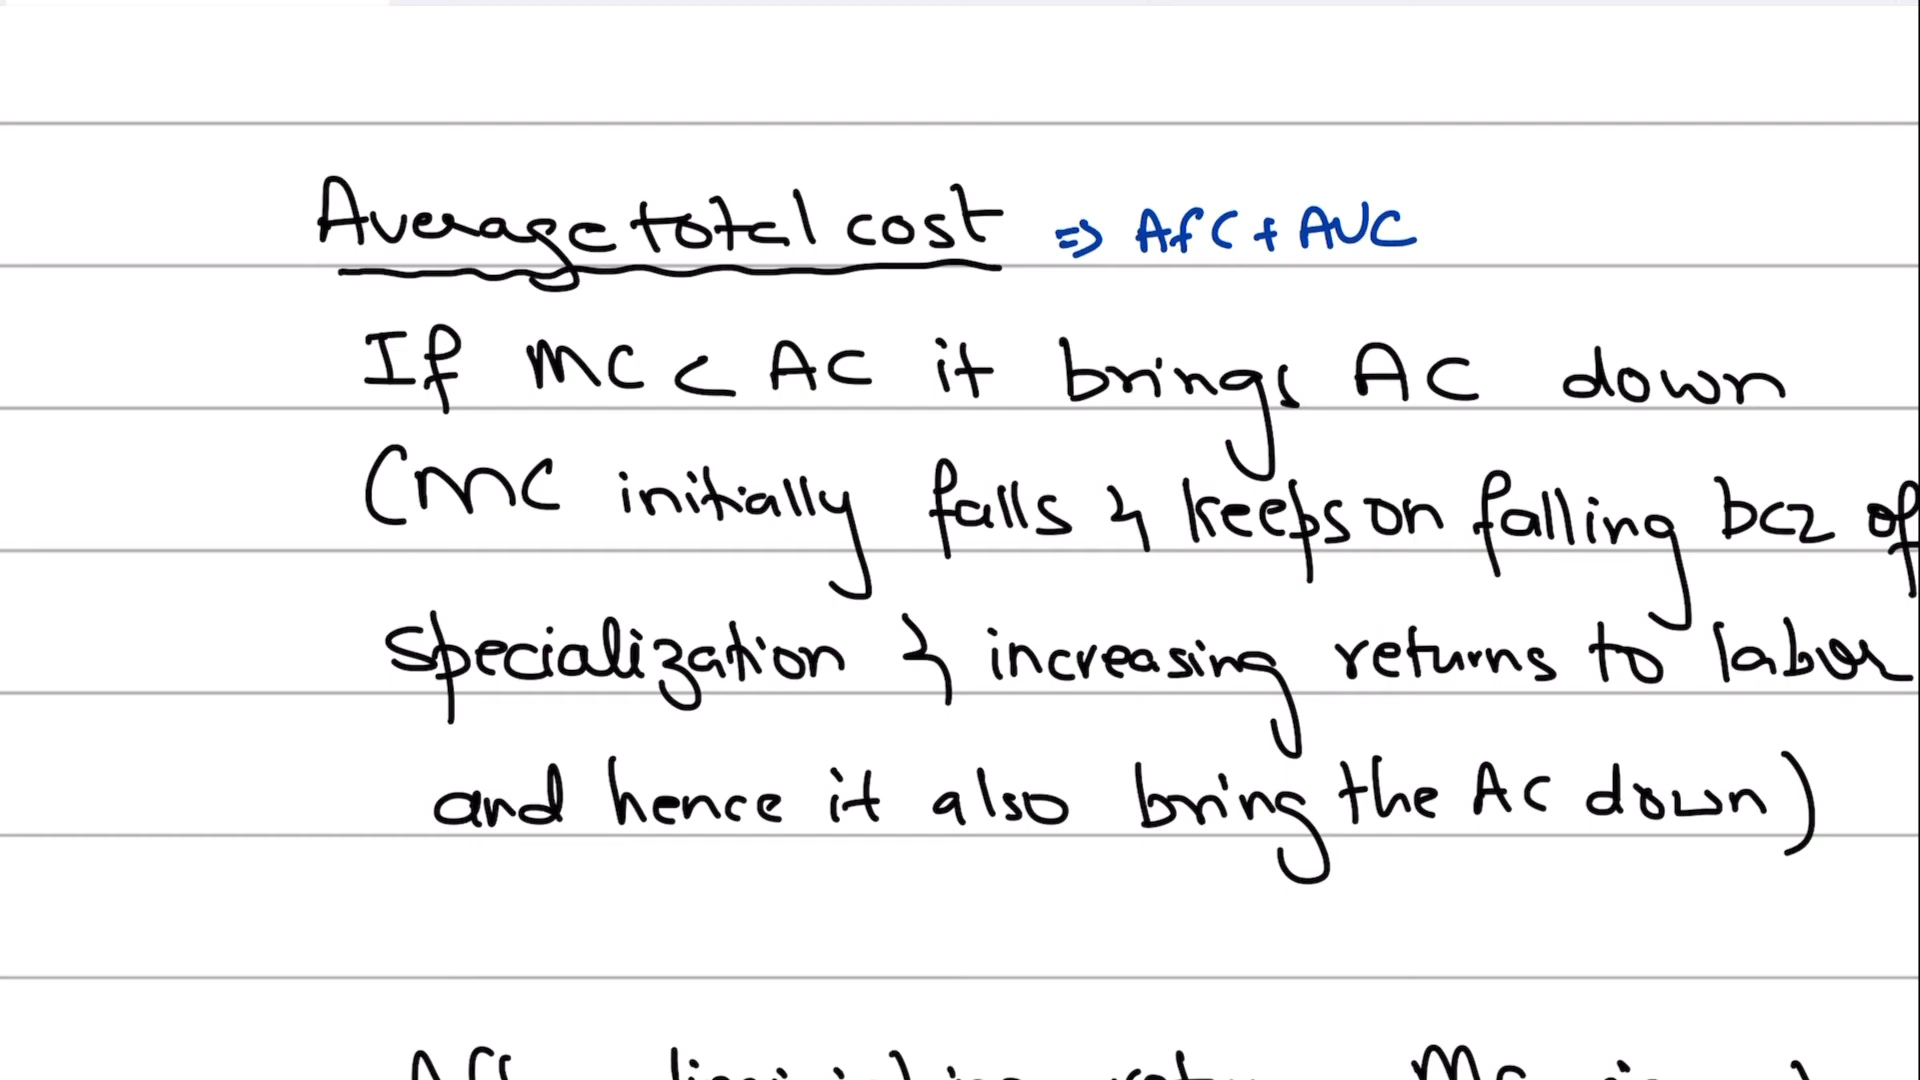 Average total cost => AFC + AVC
If MC < AC it brings AC down
(MC initially falls & keeps on falling bcz of
specialization & increasing returns to labor
and hence it also bring the AC down)